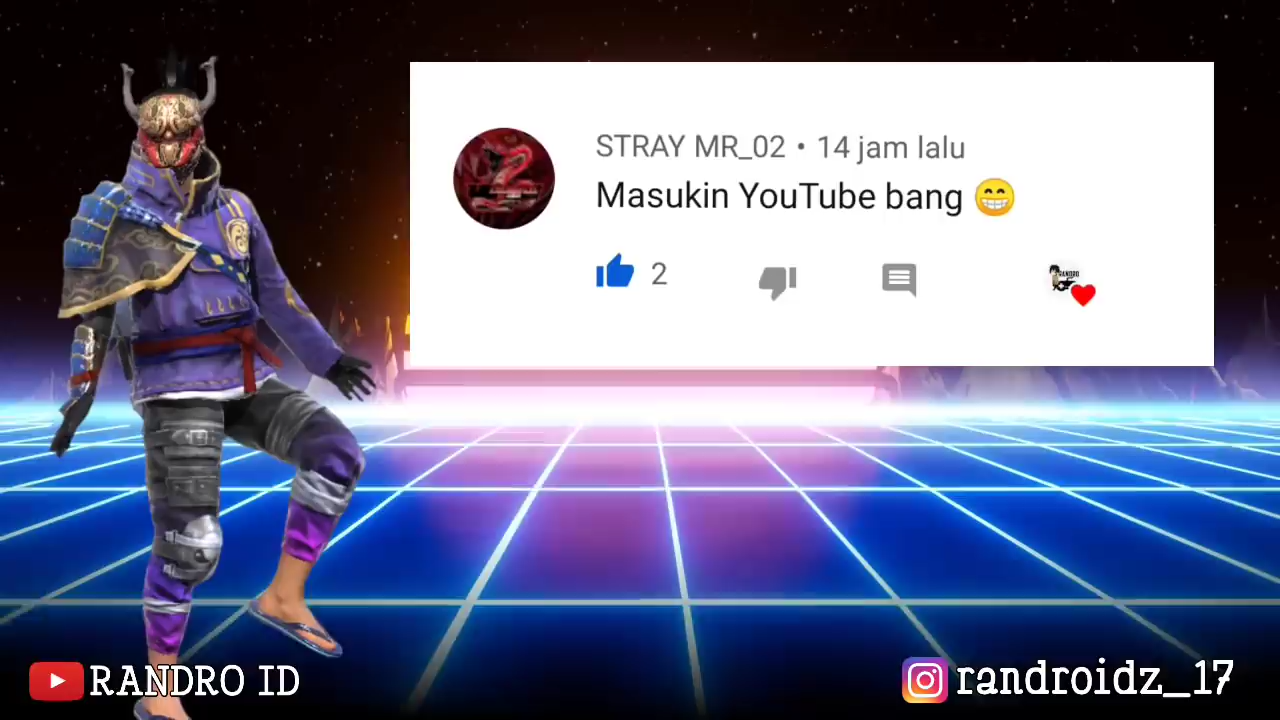 STRAY MR_02 • 14 jam lalu
Masukin YouTube bang 😁
2
RANDRO ID
randroidz_17